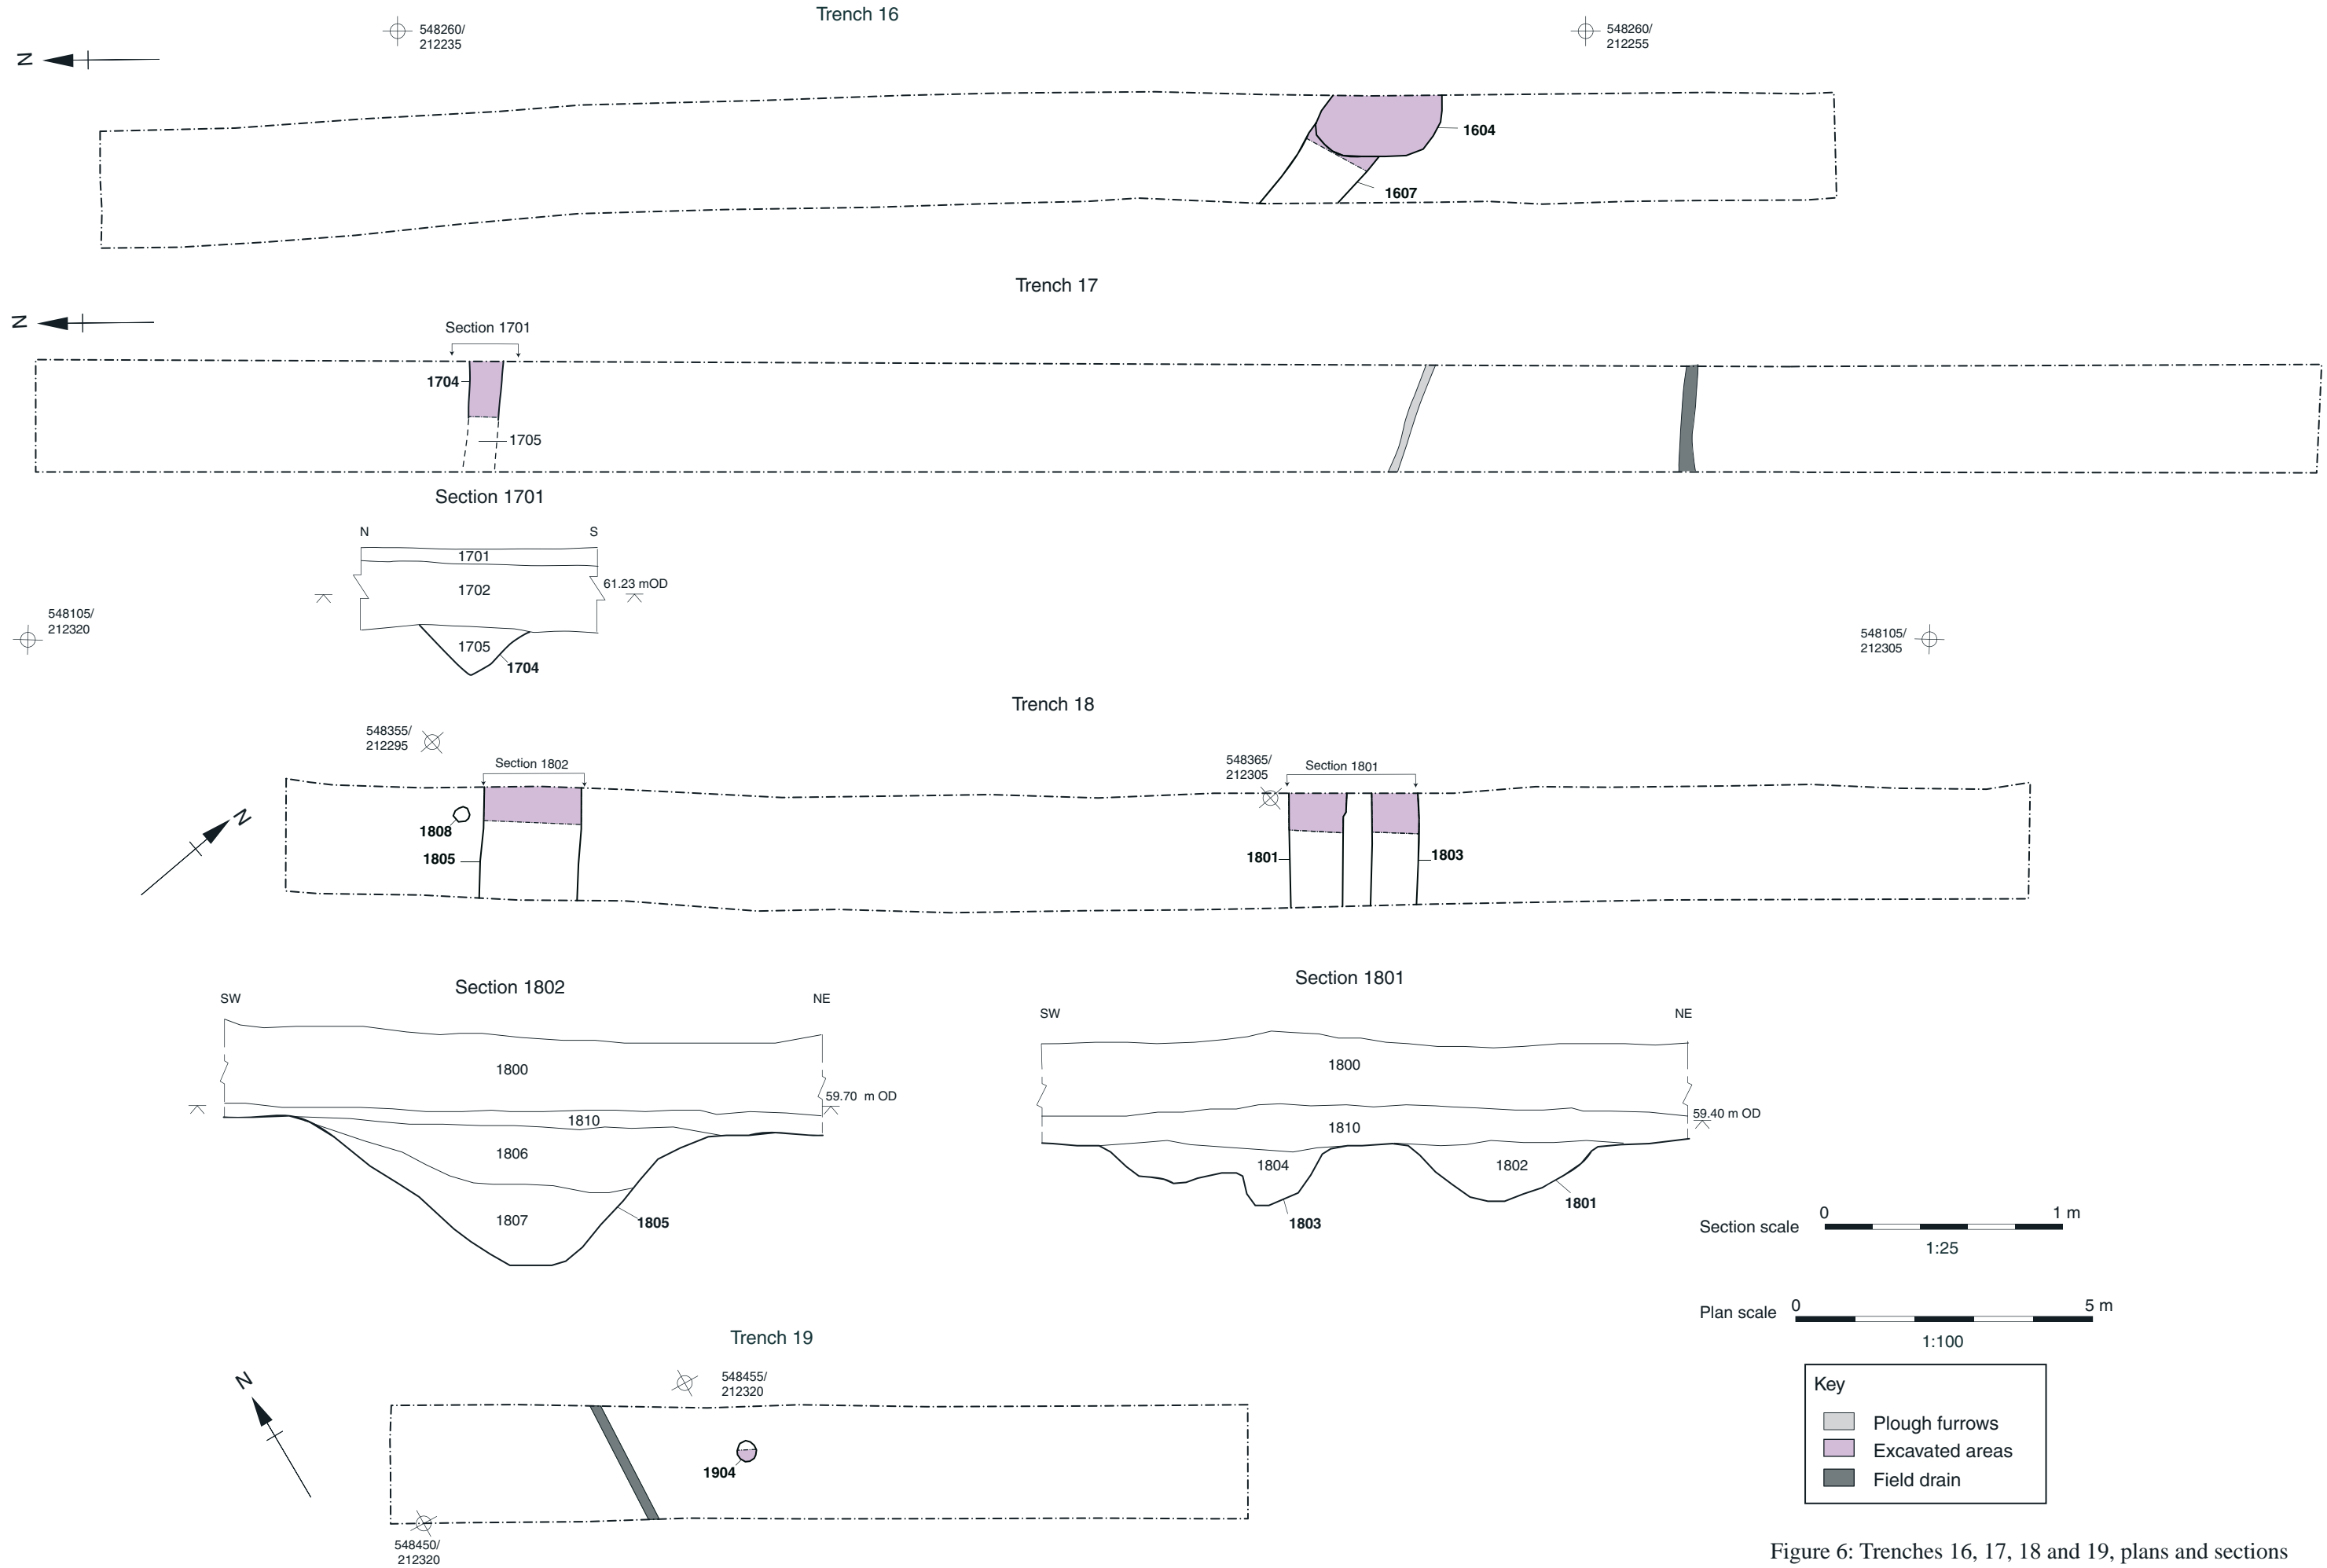 Trench 16
548260/
212235
548260/
212255
N
1604
1607
Trench 17
N
Section 1701
1704
1705
Section 1701
N
S
1701
1702
61.23 mOD
1705
1704
548105/
212320
548105/
212305
Trench 18
548355/
212295
Section 1802
548365/
212305
Section 1801
N
1808
1805
1801
1803
Section 1802
SW
NE
1800
59.70 m OD
1810
1806
1807
1805
Section 1801
SW
NE
1800
59.40 m OD
1810
1804
1802
1803
1801
Section scale
0
1 m
1:25
Plan scale
0
5 m
1:100
Trench 19
N
548455/
212320
1904
548450/
212320
Key
Plough furrows
Excavated areas
Field drain
Figure 6: Trenches 16, 17, 18 and 19, plans and sections